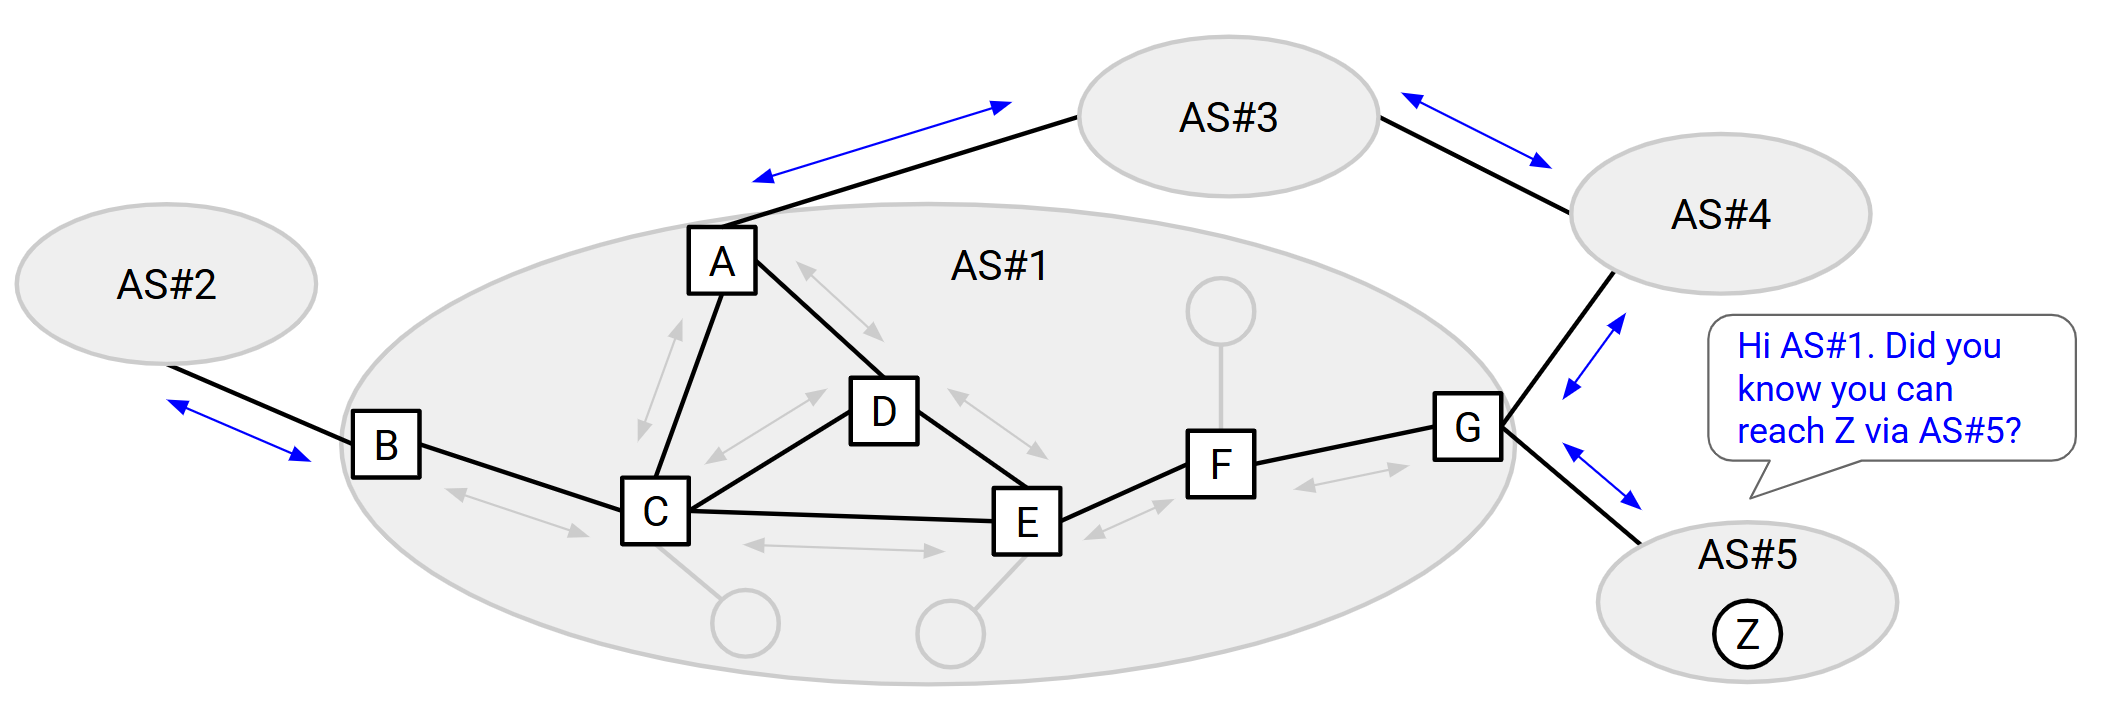 AS#3
AS#4
AS#2
A
AS#1
B
C
D
E
F
G
Hi AS#1. Did you
know you can
reach Z via AS#5?
AS#5
Z